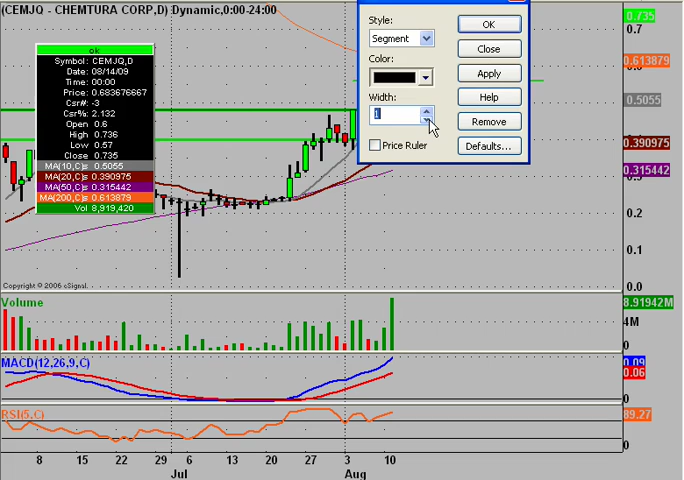 (CEMJQ - CHEMTURA CORP,D) Dynamic,0:00-24:00
ok
Symbol: CEMJQ,D
Date: 08/14/09
Time: 00:00
Price: 0.683676667
Csr#: -3
Csr%: 2.132
Open 0.6
High 0.736
Low 0.57
Close 0.735
MA(10,C)s 0.5055
MA(20,C)s 0.390975
MA(50,C)s 0.315442
MA(200,C)s 0.613879
Vol 8,919,420
Style:
Segment
Color:
Width:
1
Price Ruler
OK
Close
Apply
Help
Remove
Defaults...
0.735
0.7
0.613879
0.5055
0.390975
0.315442
0.2
0.1
0.0
Copyright © 2006 eSignal.
Volume
8.91942M
4M
0
MACD(12,26,9,C)
0.09
0.06
0
RSI(5,C)
89.27
0
8 15 22 29 6 13 20 27 3 10
Jul Aug